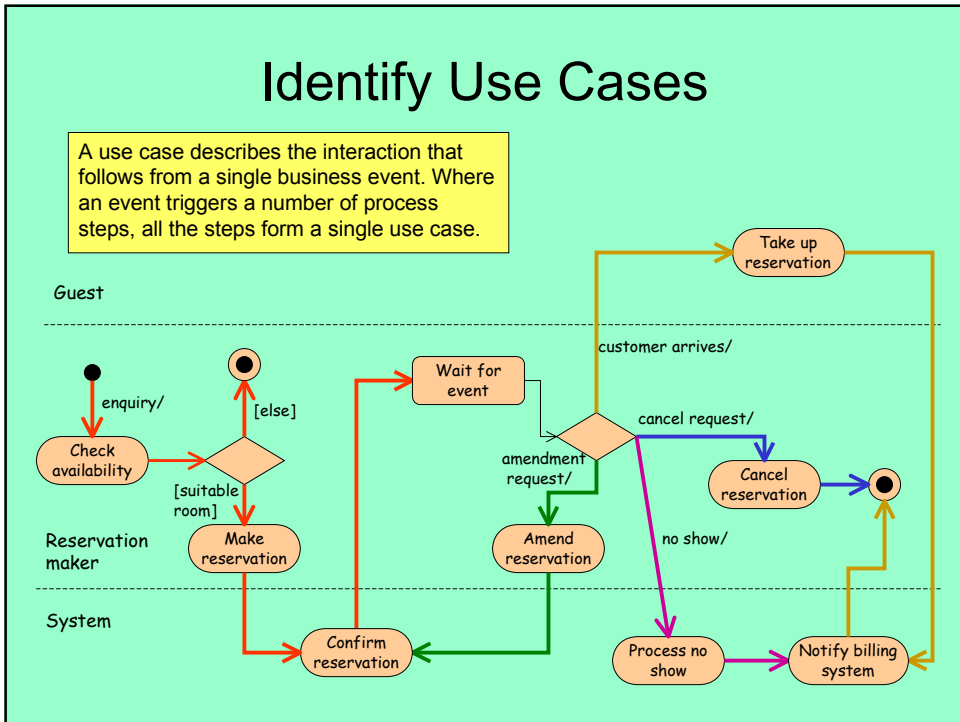 Identify Use Cases
A use case describes the interaction that
follows from a single business event. Where
an event triggers a number of process
steps, all the steps form a single use case.
Take up
reservation
Guest
customer arrives/
Wait for
event
enquiry/
[else]
cancel request/
Check
availability
amendment
request/
Cancel
reservation
[suitable
room]
Reservation
maker
Make
reservation
Amend
reservation
no show/
System
Confirm
reservation
Process no
show
Notify billing
system